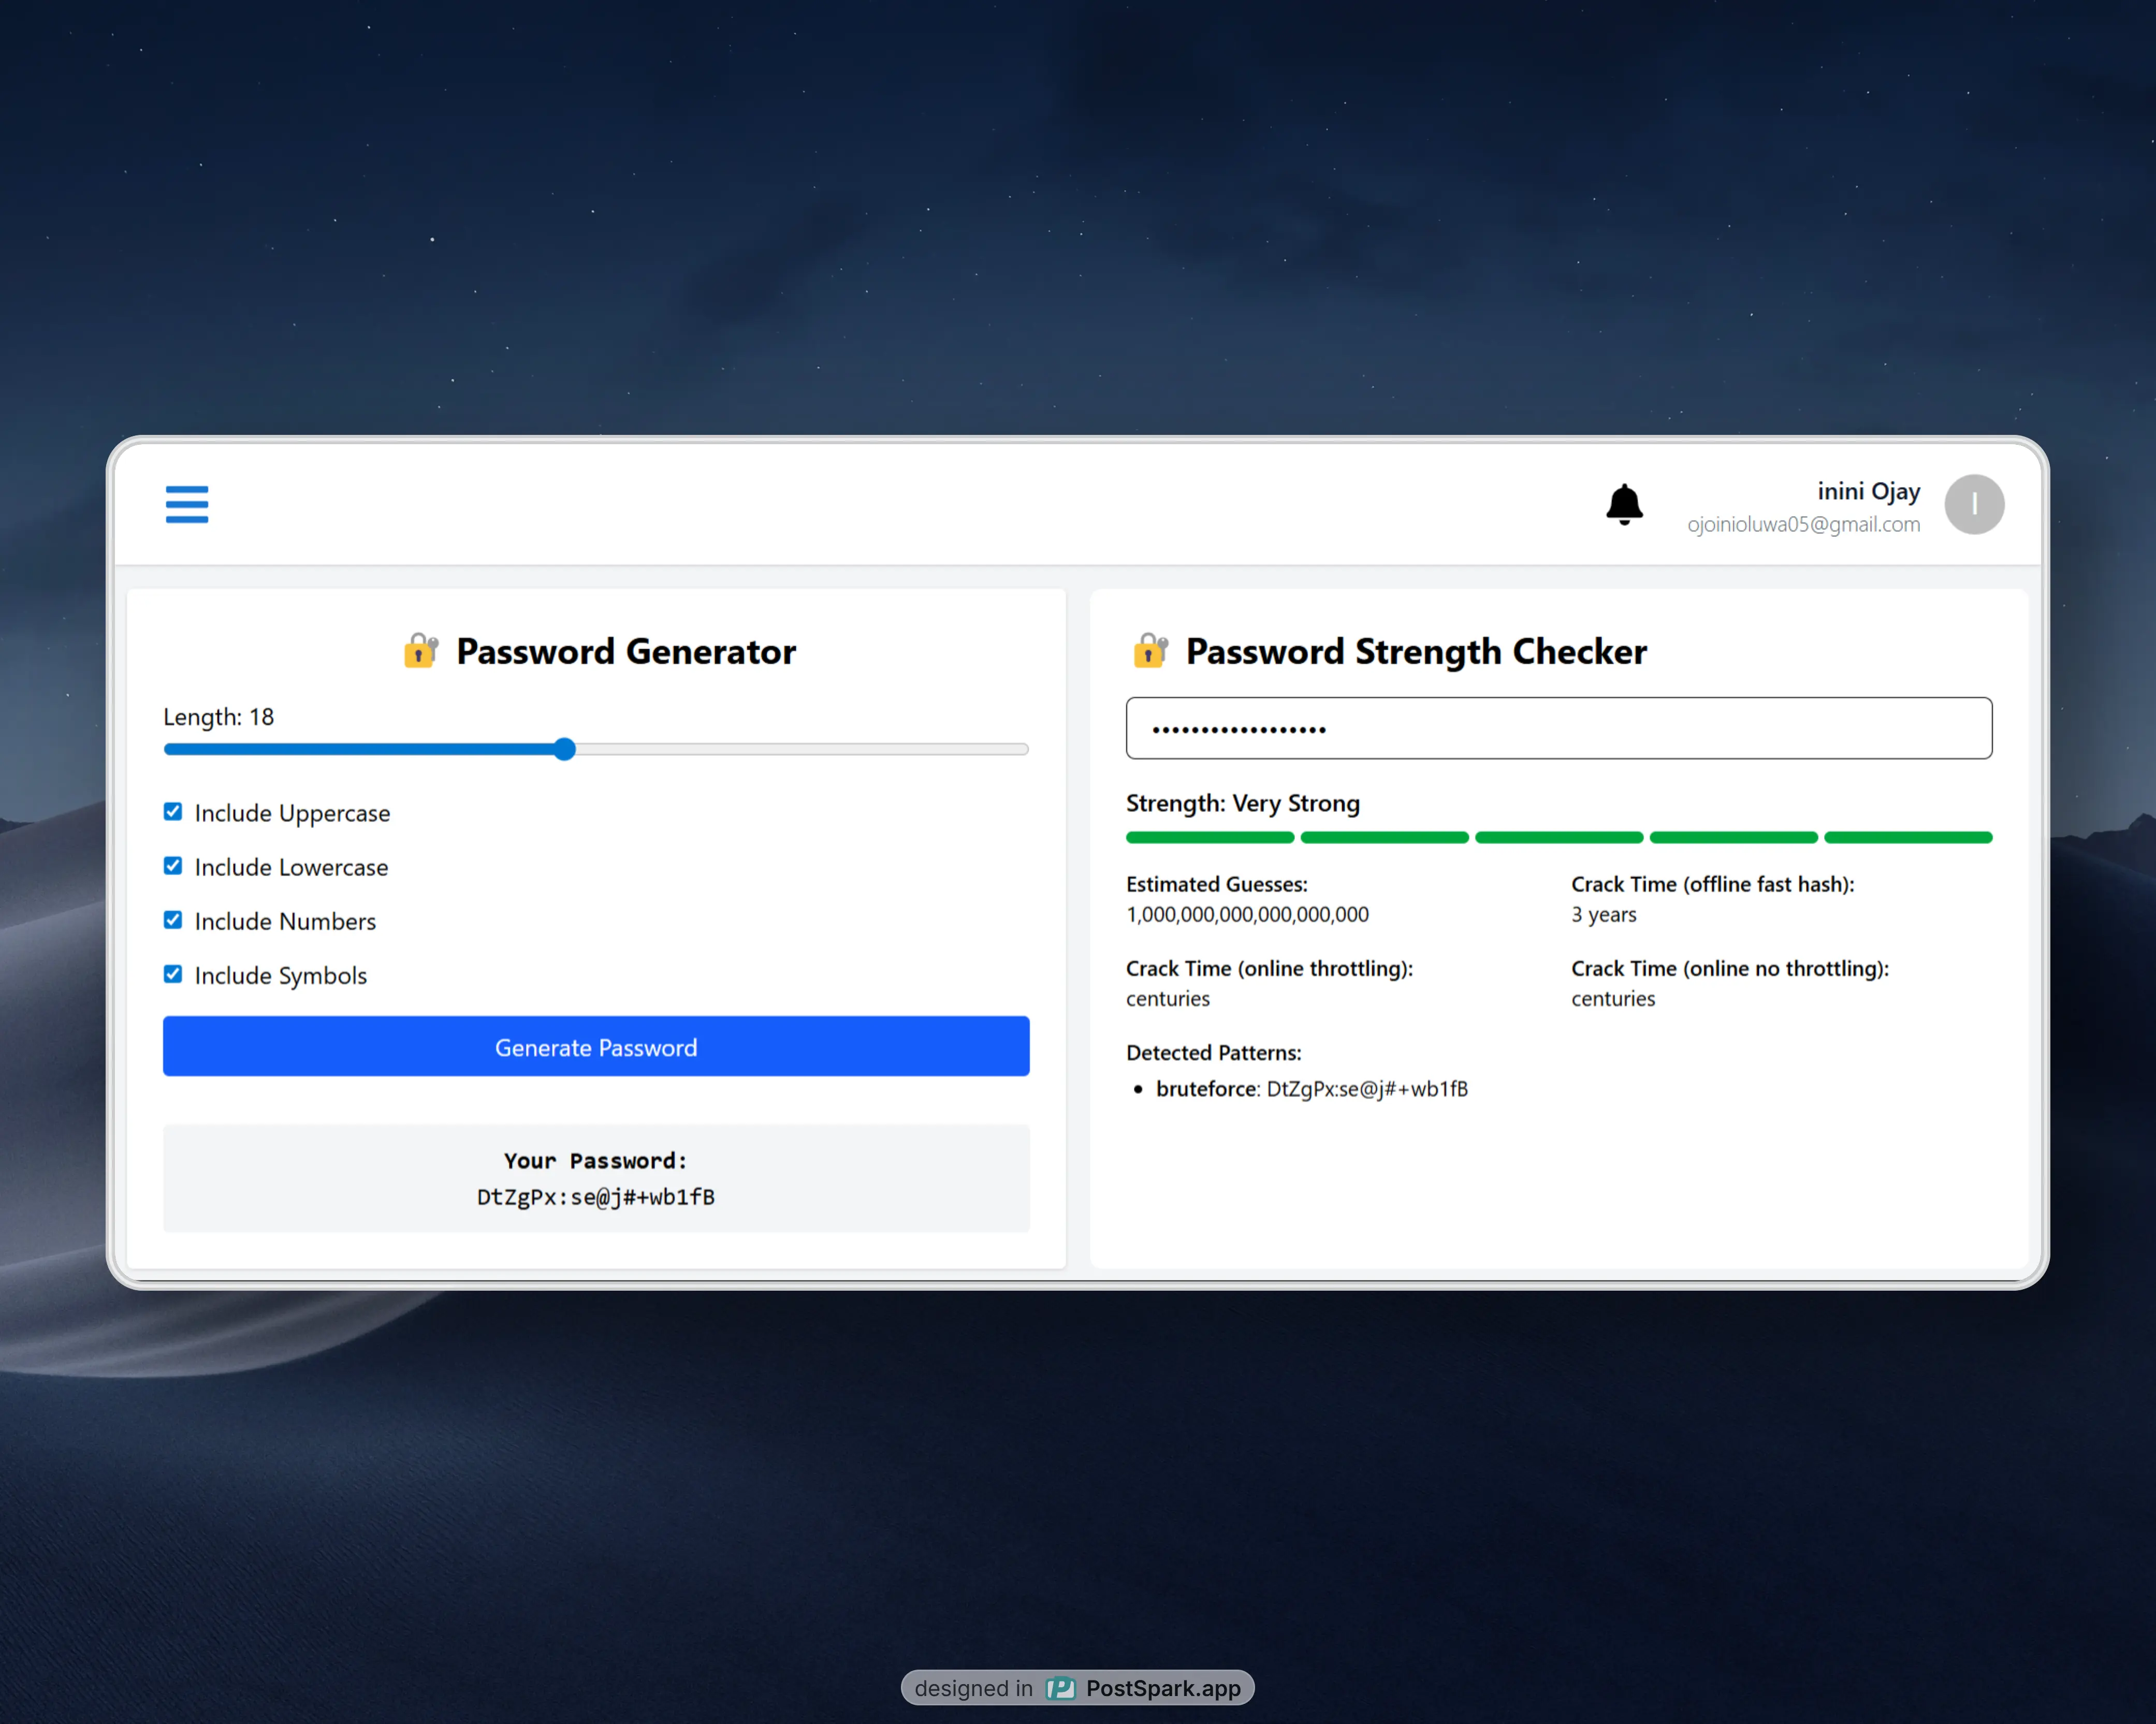 inini Ojay
ojoinioluwa05@gmail.com
I
🔐 Password Generator
Length: 18
Include Uppercase
Include Lowercase
Include Numbers
Include Symbols
Generate Password
Your Password:
DtZgPx:se@j#+wb1fB
🔐 Password Strength Checker
••••••••••••••••••
Strength: Very Strong
Estimated Guesses:
1,000,000,000,000,000,000
Crack Time (offline fast hash):
3 years
Crack Time (online throttling):
centuries
Crack Time (online no throttling):
centuries
Detected Patterns:
• bruteforce: DtZgPx:se@j#+wb1fB
designed in PostSpark.app